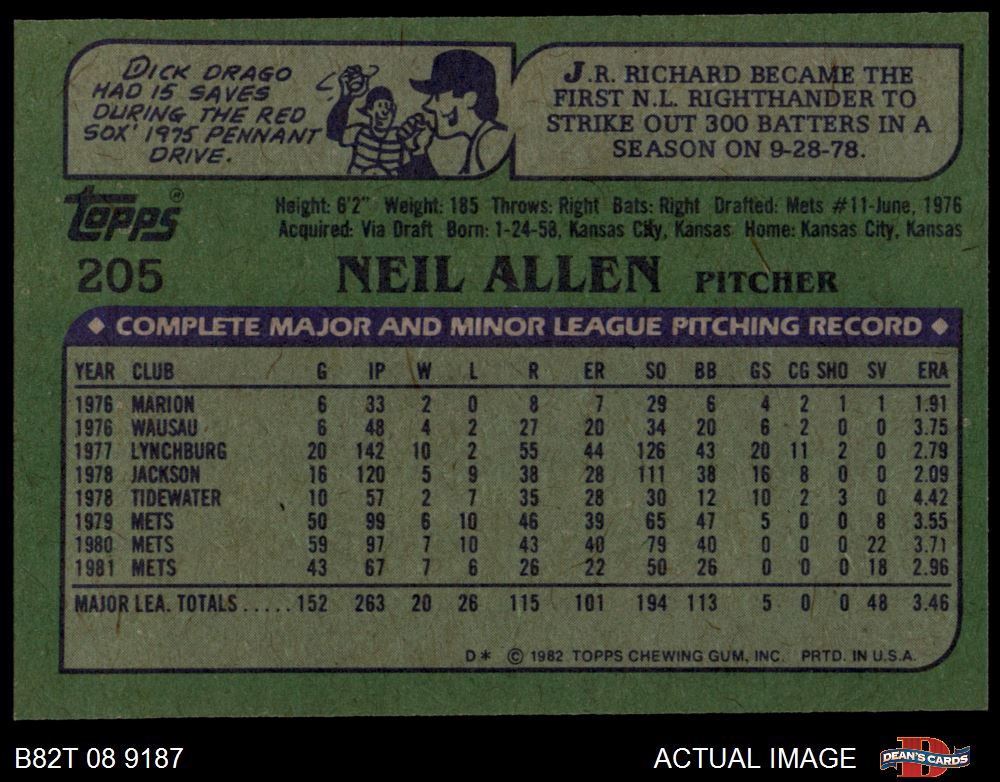 DICK DRAGO
HAD 15 SAVES
DURING THE RED
SOX' 1975 PENNANT
DRIVE.
J.R. RICHARD BECAME THE
FIRST N.L. RIGHTHANDER TO
STRIKE OUT 300 BATTERS IN A
SEASON ON 9-28-78.
Topps®
Height: 6'2" Weight: 185 Throws: Right Bats: Right Drafted: Mets #11-June, 1976
Acquired: Via Draft Born: 1-24-58, Kansas City, Kansas Home: Kansas City, Kansas
205 NEIL ALLEN PITCHER
◆ COMPLETE MAJOR AND MINOR LEAGUE PITCHING RECORD ◆
YEAR CLUB G IP W L R ER SO BB GS CG SHO SV ERA
1976 MARION 6 33 2 0 8 7 29 6 4 2 1 1 1.91
1976 WAUSAU 6 48 4 2 27 20 34 20 6 2 0 0 3.75
1977 LYNCHBURG 20 142 10 2 55 44 126 43 20 11 2 0 2.79
1978 JACKSON 16 120 5 9 38 28 111 38 16 8 0 0 2.09
1978 TIDEWATER 10 57 2 7 35 28 30 12 10 2 3 0 4.42
1979 METS 50 99 6 10 46 39 65 47 5 0 0 8 3.55
1980 METS 59 97 7 10 43 40 79 40 0 0 0 22 3.71
1981 METS 43 67 7 6 26 22 50 26 0 0 0 18 2.96
MAJOR LEA. TOTALS.....152 263 20 26 115 101 194 113 5 0 0 48 3.46
D* © 1982 TOPPS CHEWING GUM, INC. PRTD. IN U.S.A.
B82T 08 9187 ACTUAL IMAGE D DEAN'S CARDS